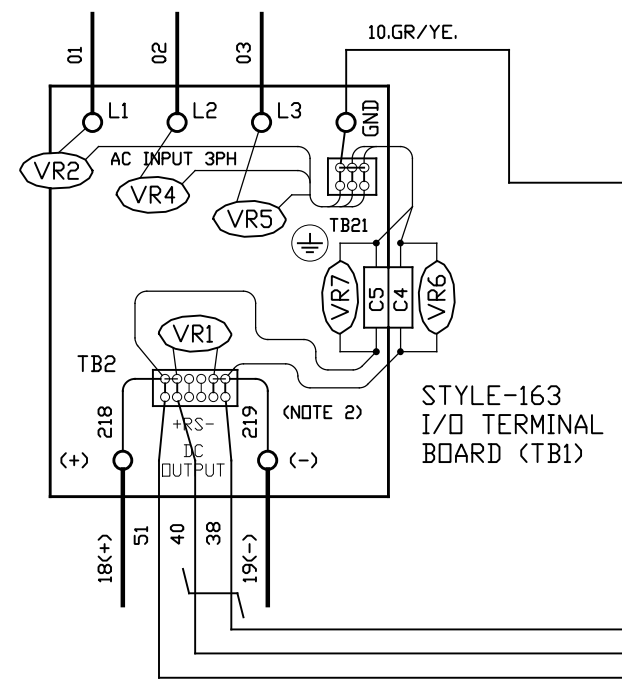 10.GR/YE.
01
02
03
L1
L2
L3
GND
AC INPUT 3PH
VR2
VR4
VR5
TB21
VR7
C5
C4
VR6
VR1
TB2
218
219
(NOTE 2)
+RS-
DC
OUTPUT
(+)
(-)
STYLE-163
I/O TERMINAL
BOARD (TB1)
18(+)
51
40
38
19(-)